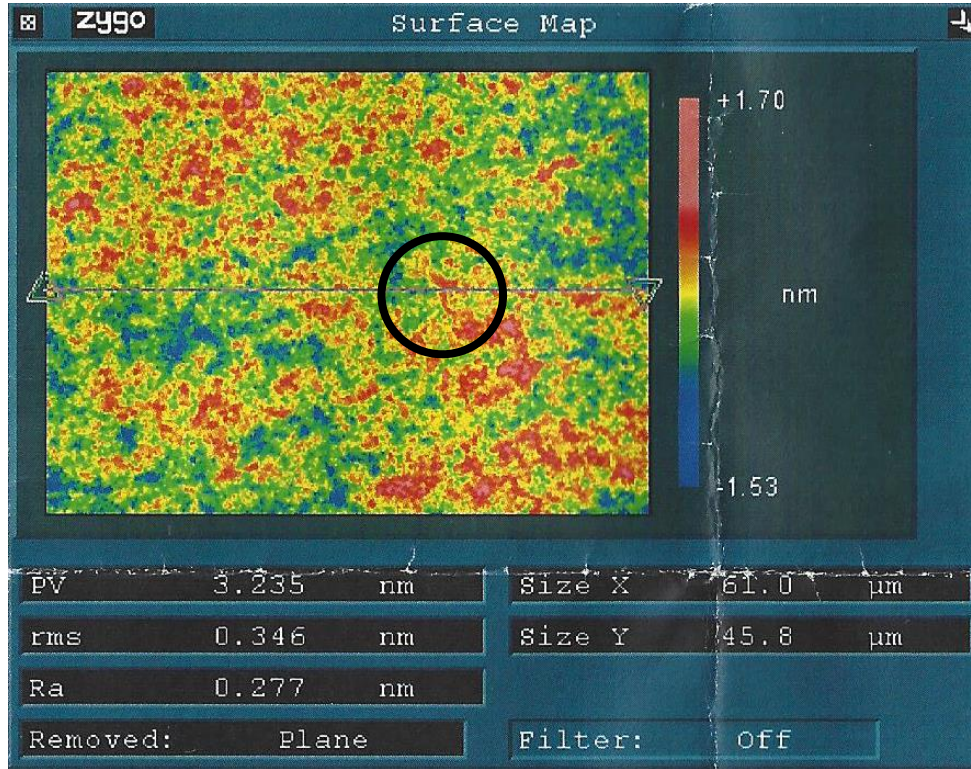 zygo Surface Map
+1.70
nm
-1.53
PV 3.235 nm Size X 61.0 µm
rms 0.346 nm Size Y 45.8 µm
Ra 0.277 nm
Removed: Plane Filter: Off